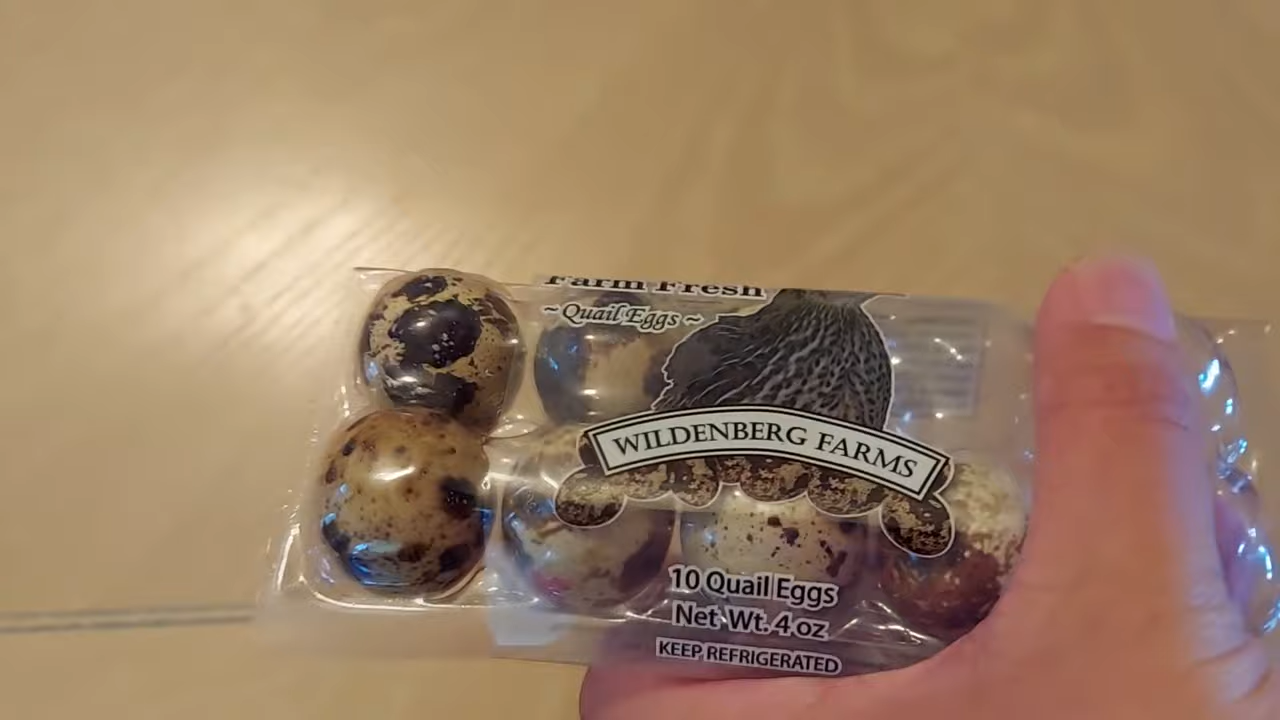 Farm Fresh
~Quail Eggs~
WILDENBERG FARMS
10 Quail Eggs
Net Wt. 4 oz
KEEP REFRIGERATED